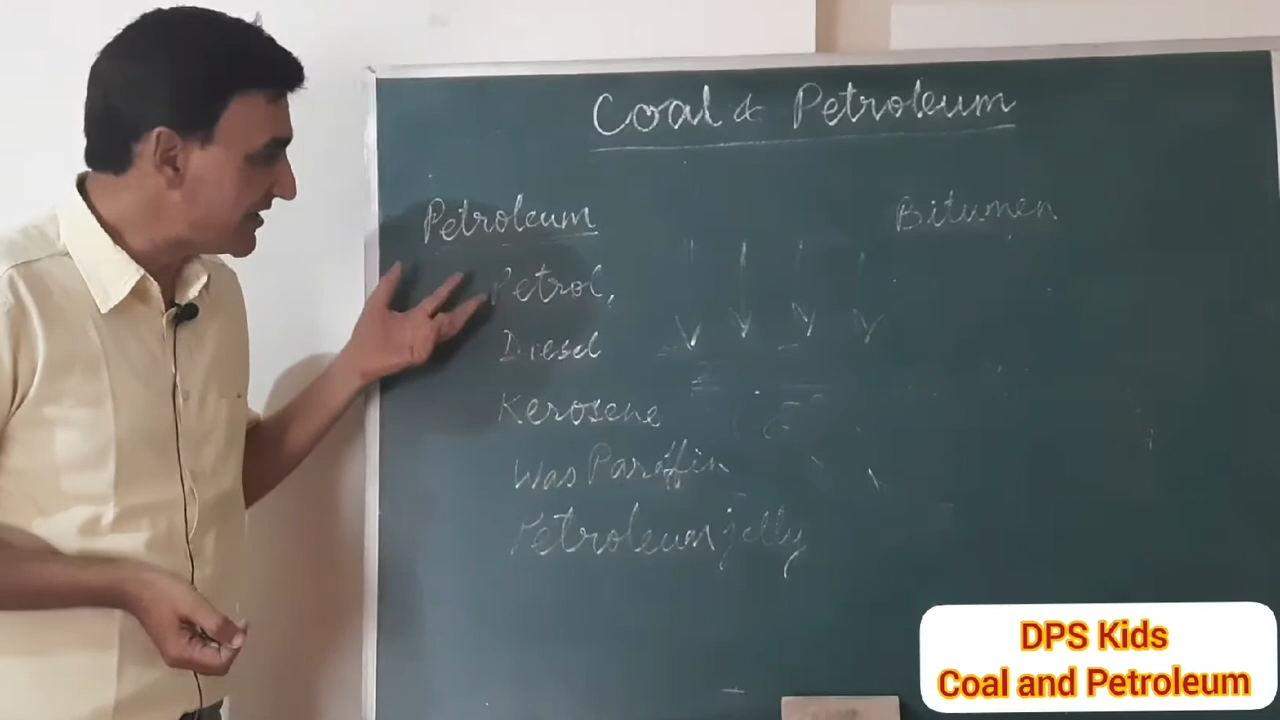 Coal & Petroleum
Petroleum
Bitumen
Petrol,
Diesel
Kerosene
Was Paraffin
Petroleum jelly
DPS Kids
Coal and Petroleum